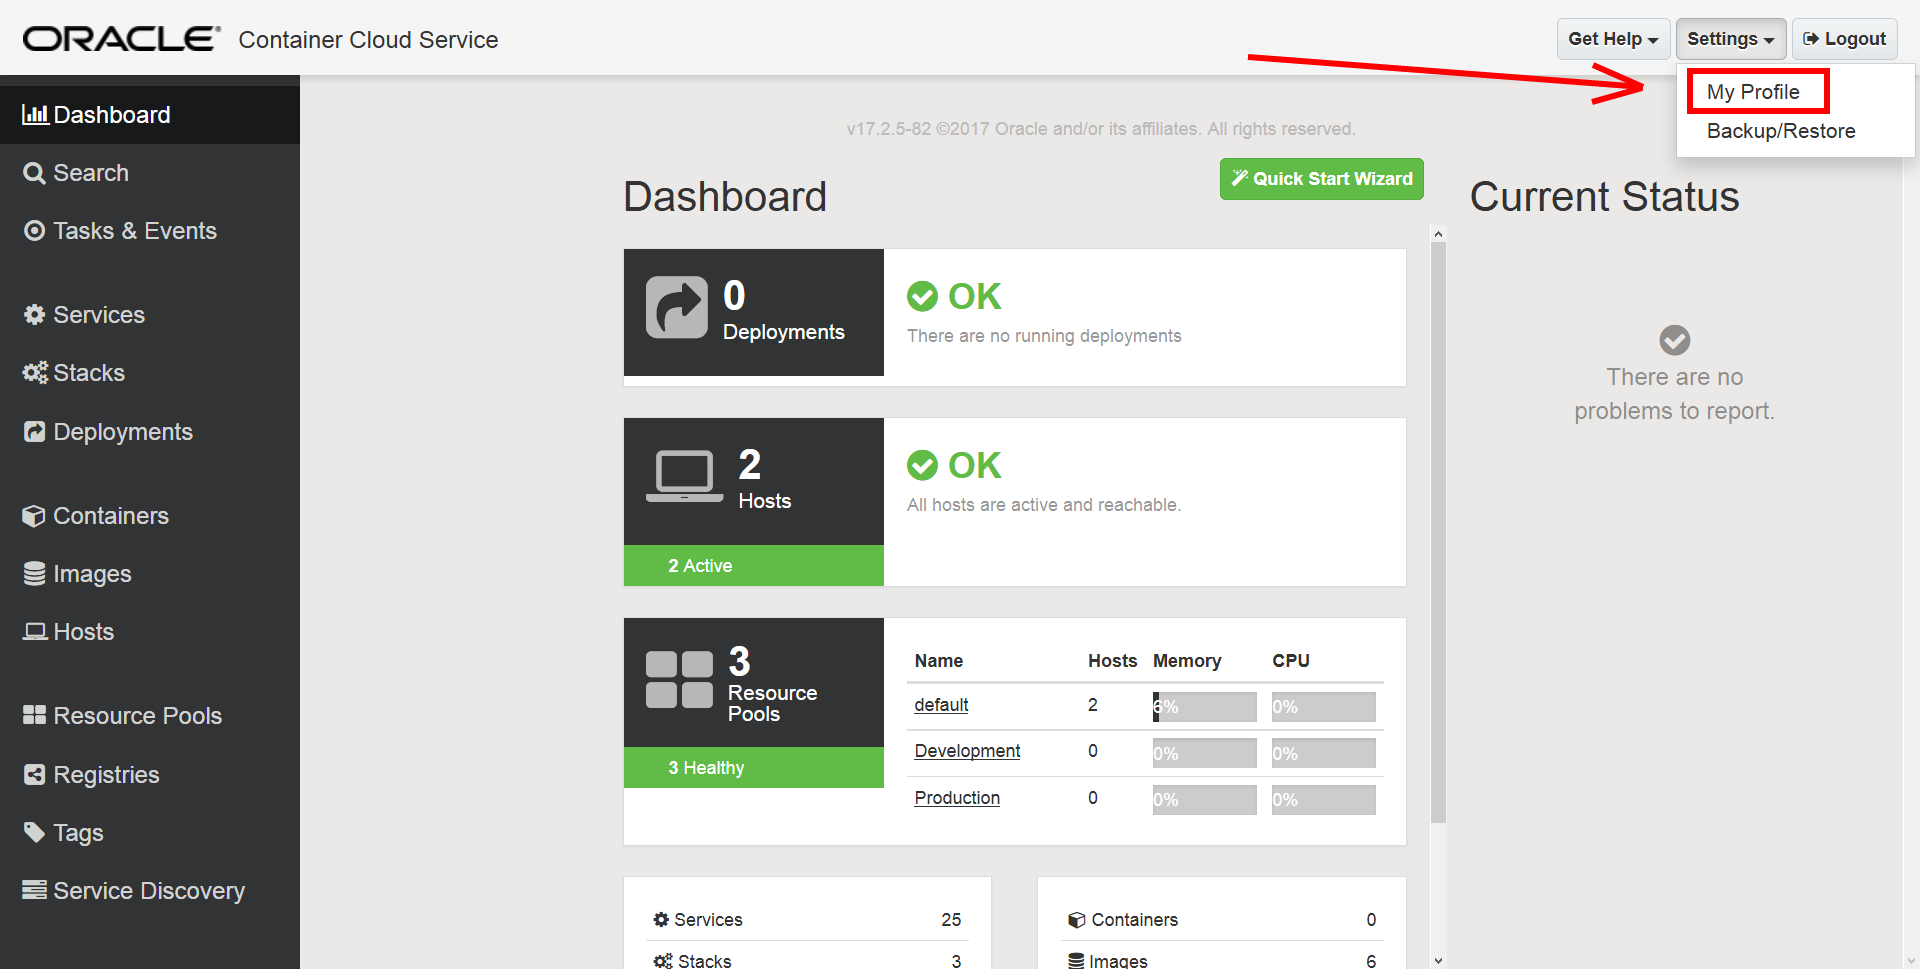 ORACLE® Container Cloud Service
Get Help
Settings
Logout
My Profile
Backup/Restore
Dashboard
Search
Tasks & Events
Services
Stacks
Deployments
Containers
Images
Hosts
Resource Pools
Registries
Tags
Service Discovery
v17.2.5-82 ©2017 Oracle and/or its affiliates. All rights reserved.
Dashboard
Quick Start Wizard
0
Deployments
OK
There are no running deployments
2
Hosts
2 Active
OK
All hosts are active and reachable.
3
Resource
Pools
3 Healthy
Name Hosts Memory CPU
default 2 6% 0%
Development 0 0% 0%
Production 0 0% 0%
Services 25
Stacks 3
Containers 0
Images 6
Current Status
There are no
problems to report.